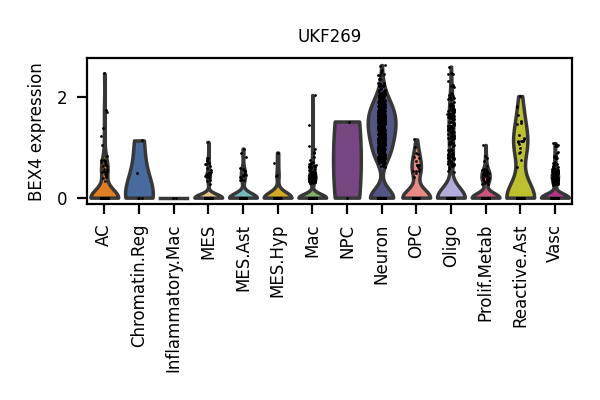 UKF269
BEX4 expression
2
0
AC
Chromatin.Reg
Inflammatory.Mac
MES
MES.Ast
MES.Hyp
Mac
NPC
Neuron
OPC
Oligo
Prolif.Metab
Reactive.Ast
Vasc